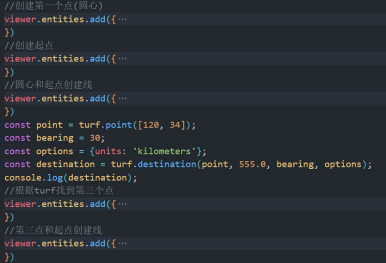 //创建第一个点(圆心)
viewer.entities.add({…
})
//创建起点
viewer.entities.add({…
})
//圆心和起点创建线
viewer.entities.add({…
})
const point = turf.point([120, 34]);
const bearing = 30;
const options = {units: 'kilometers'};
const destination = turf.destination(point, 555.0, bearing, options);
console.log(destination);
//根据turf找到第三个点
viewer.entities.add({…
})
//第三点和起点创建线
viewer.entities.add({…
})